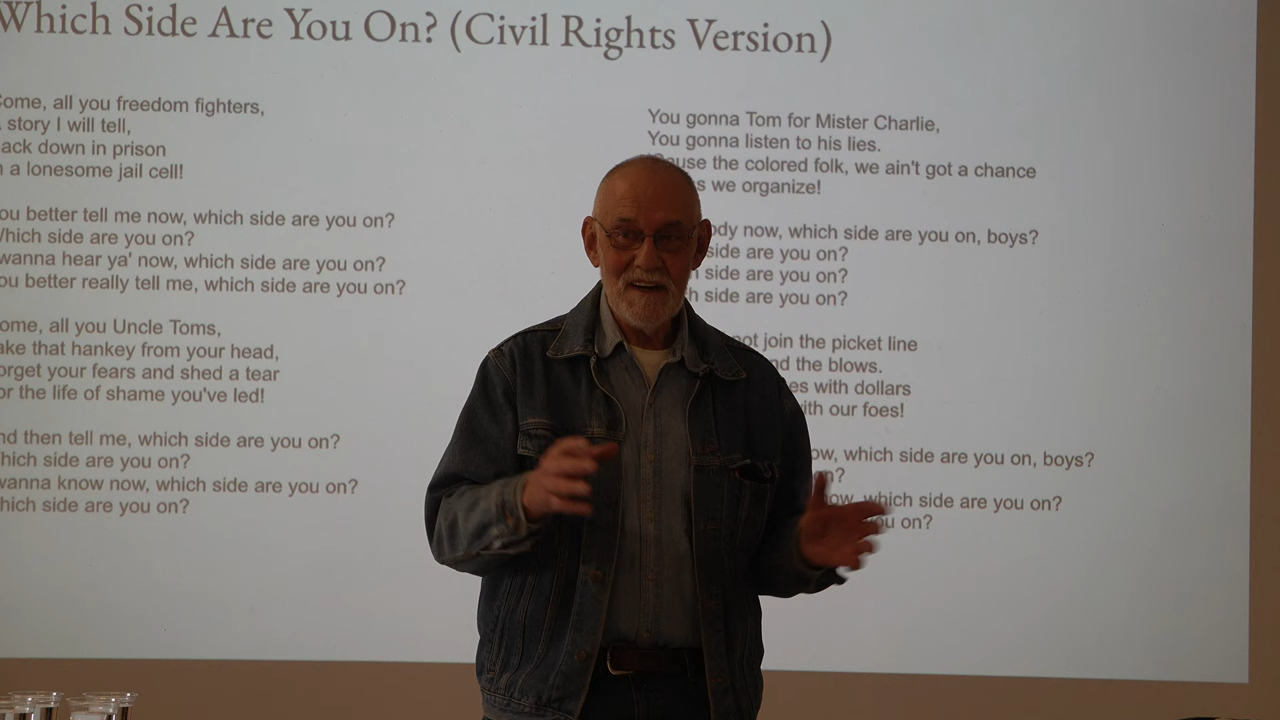 Which Side Are You On? (Civil Rights Version)
Come, all you freedom fighters,
story I will tell,
ack down in prison
a lonesome jail cell!
ou better tell me now, which side are you on?
Which side are you on?
wanna hear ya' now, which side are you on?
ou better really tell me, which side are you on?
ome, all you Uncle Toms,
ake that hankey from your head,
orget your fears and shed a tear
or the life of shame you've led!
nd then tell me, which side are you on?
hich side are you on?
wanna know now, which side are you on?
hich side are you on?
You gonna Tom for Mister Charlie,
You gonna listen to his lies.
'Cause the colored folk, we ain't got a chance
s we organize!
ody now, which side are you on, boys?
side are you on?
side are you on?
h side are you on?
not join the picket line
nd the blows.
es with dollars
with our foes!
ow, which side are you on, boys?
n?
now, which side are you on?
you on?